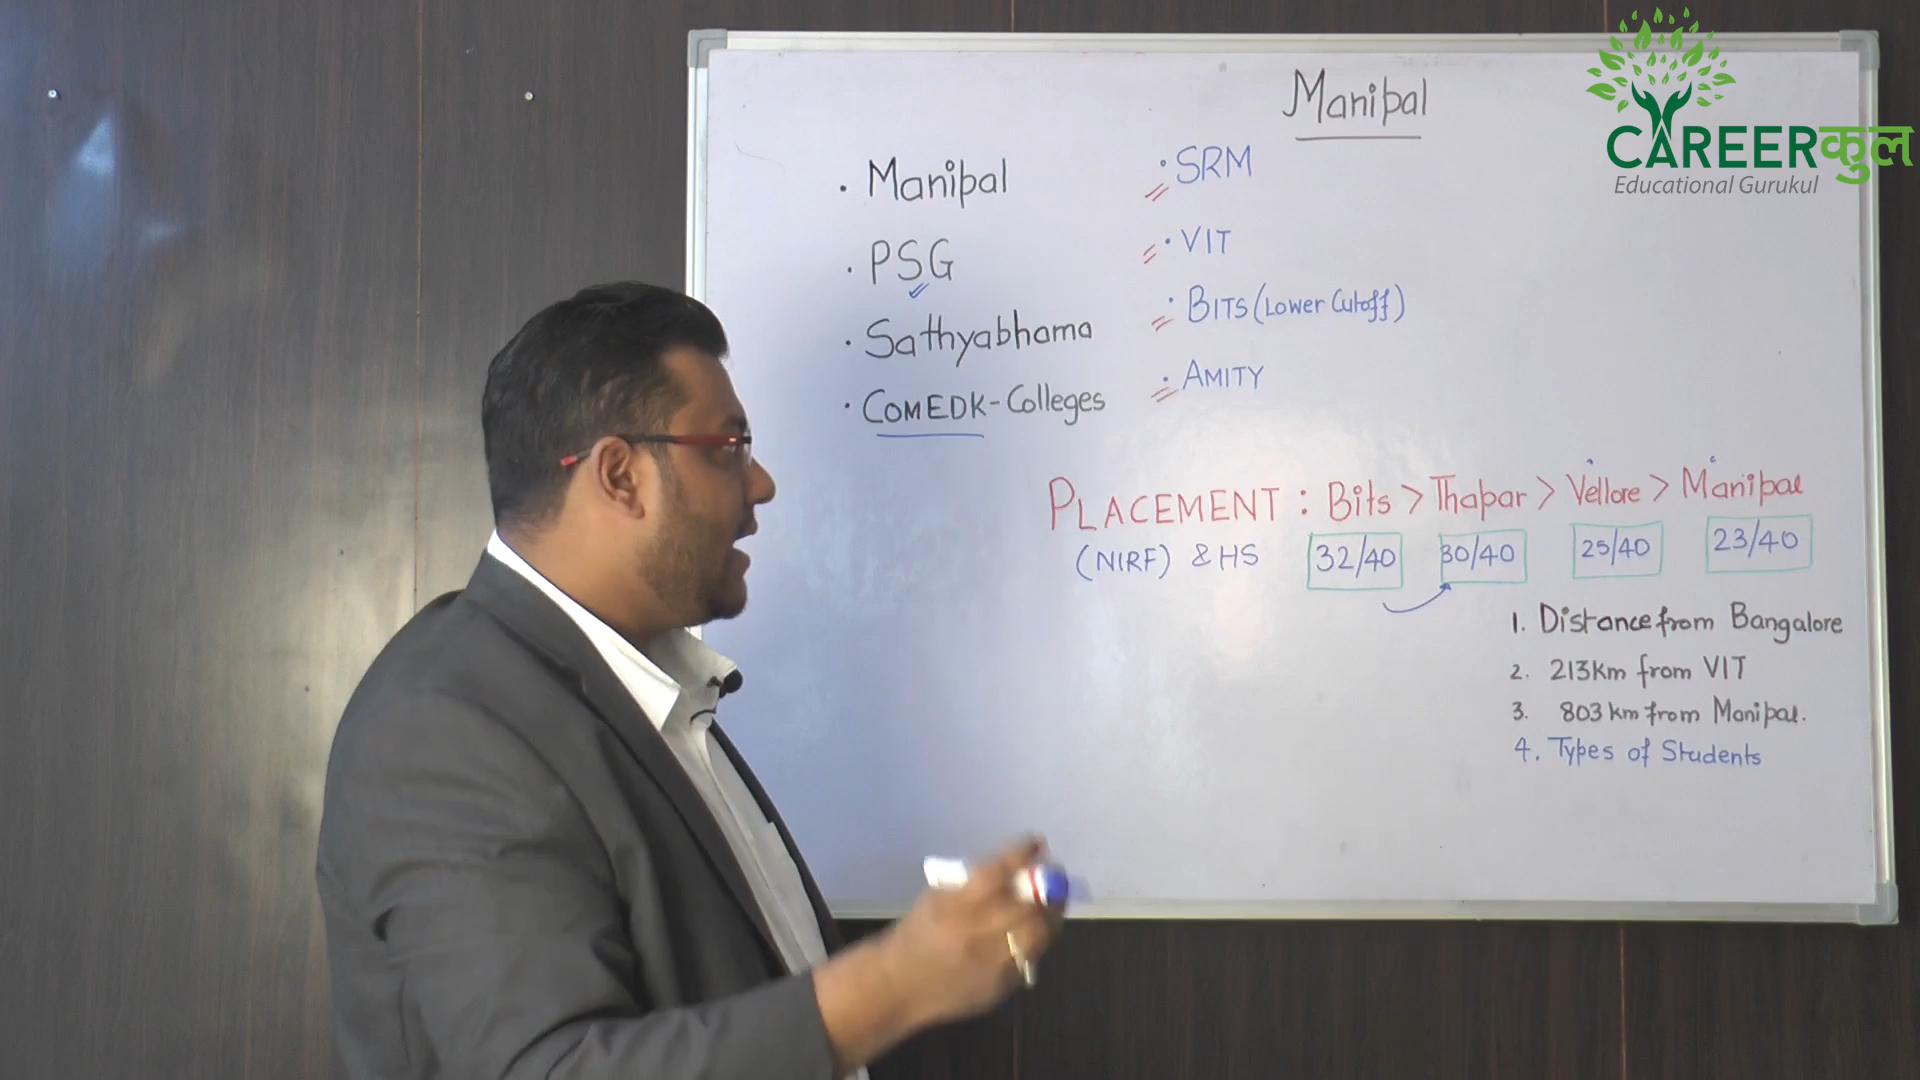 Manipal
CAREERकुल
Educational Gurukul
. Manipal
. PSG
. Sathyabhama
. COMEDK-Colleges
. SRM
. VIT
. BITS (Lower Cutoff)
. AMITY
PLACEMENT : Bits > Thapar > Vellore > Manipal
(NIRF) & HS 32/40 30/40 25/40 23/40
1. Distance from Bangalore
2. 213Km from VIT
3. 803 km from Manipal.
4. Types of Students